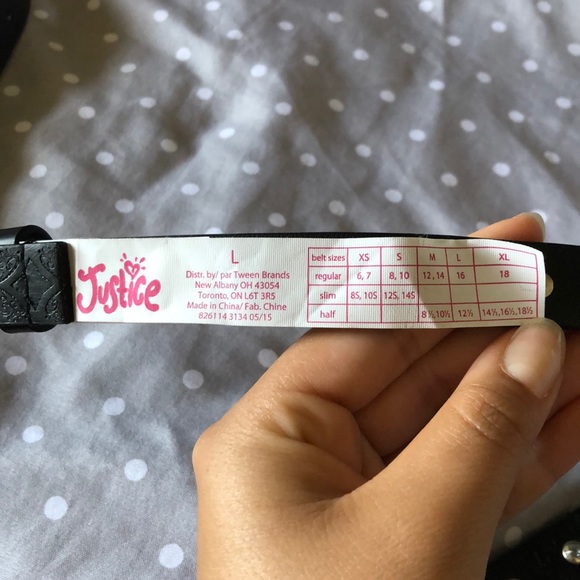 Justice
L
Distr. by/ par Tween Brands
New Albany OH 43054
Toronto, ON L6T 3R5
Made in China/ Fab. Chine
826114 3134 05/15
belt sizes XS S M L XL
regular 6, 7 8, 10 12, 14 16 18
slim 8S, 10S 12S, 14S
half 8½,10½ 12½ 14½,16½,18½